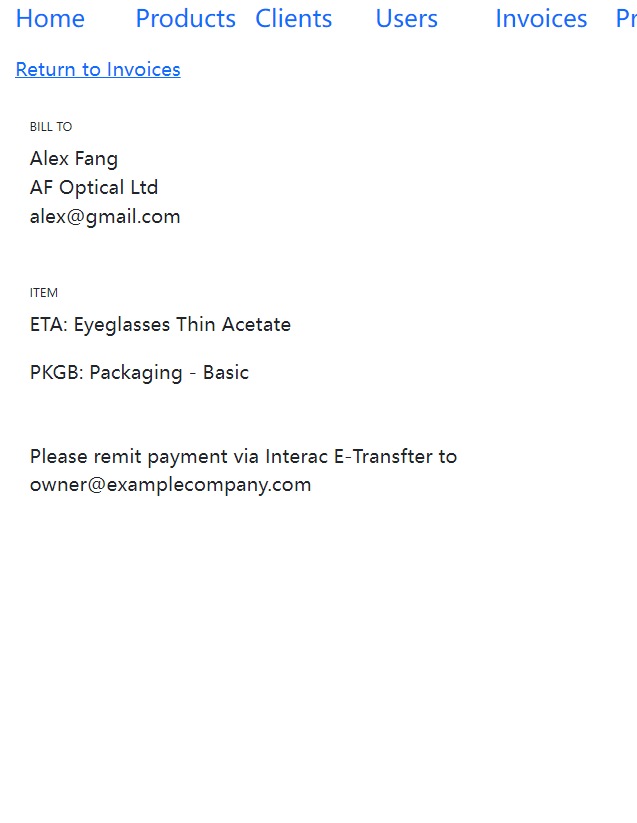 Home Products Clients Users Invoices Pr
Return to Invoices
BILL TO
Alex Fang
AF Optical Ltd
alex@gmail.com
ITEM
ETA: Eyeglasses Thin Acetate
PKGB: Packaging - Basic
Please remit payment via Interac E-Transfter to
owner@examplecompany.com